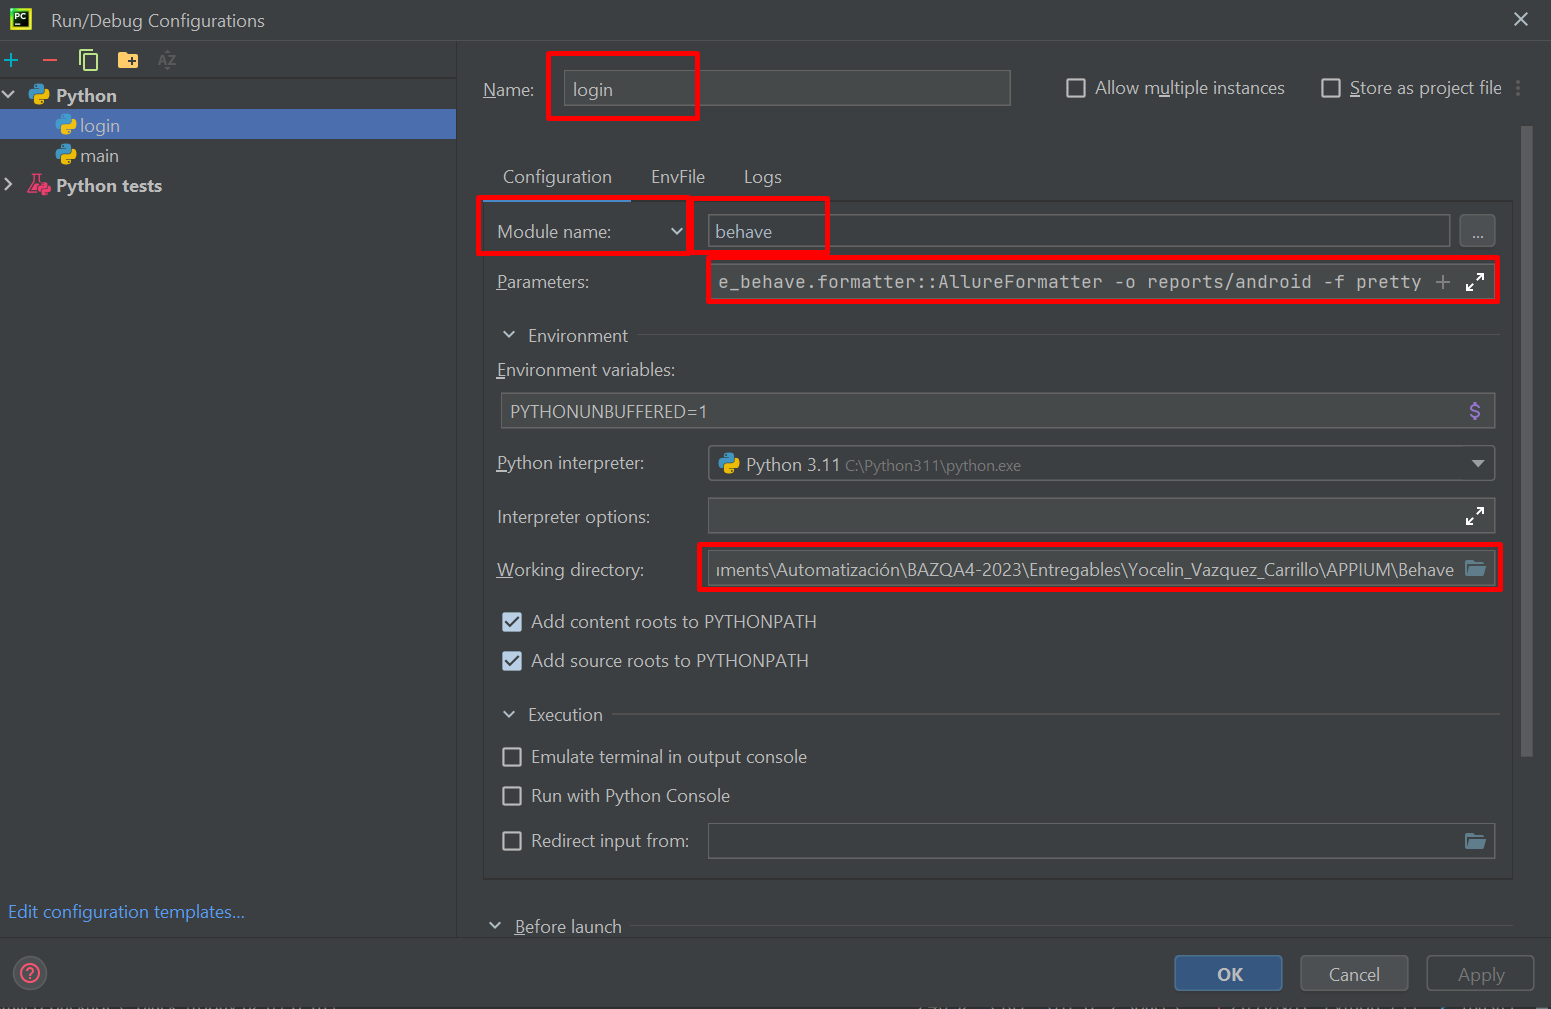 PC
Run/Debug Configurations
AZ
Python
login
main
Python tests
Edit configuration templates...
Name: login
Allow multiple instances
Store as project file
Configuration EnvFile Logs
Module name: behave ...
Parameters: e_behave.formatter::AllureFormatter -o reports/android -f pretty
Environment
Environment variables:
PYTHONUNBUFFERED=1 $
Python interpreter: Python 3.11 C:\Python311\python.exe
Interpreter options:
Working directory: ments\Automatización\BAZQA4-2023\Entregables\Yocelin_Vazquez_Carrillo\APPIUM\Behave
Add content roots to PYTHONPATH
Add source roots to PYTHONPATH
Execution
Emulate terminal in output console
Run with Python Console
Redirect input from:
Before launch
?
OK Cancel Apply